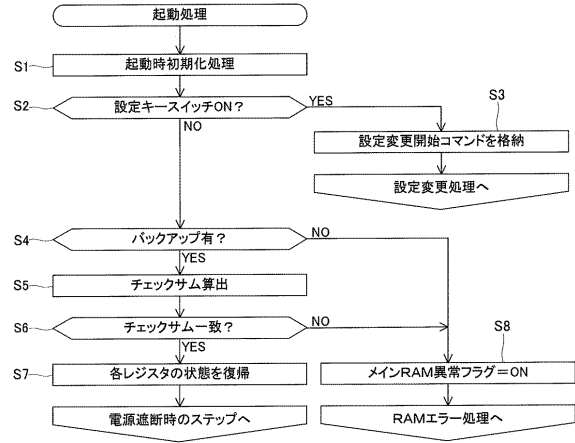 起動処理
S1
起動時初期化処理
S2
設定キースイッチON？
YES
NO
S3
設定変更開始コマンドを格納
設定変更処理へ
S4
バックアップ有？
NO
YES
S5
チェックサム算出
S6
チェックサム一致？
NO
YES
S7
各レジスタの状態を復帰
電源遮断時のステップへ
S8
メインRAM異常フラグ＝ON
RAMエラー処理へ